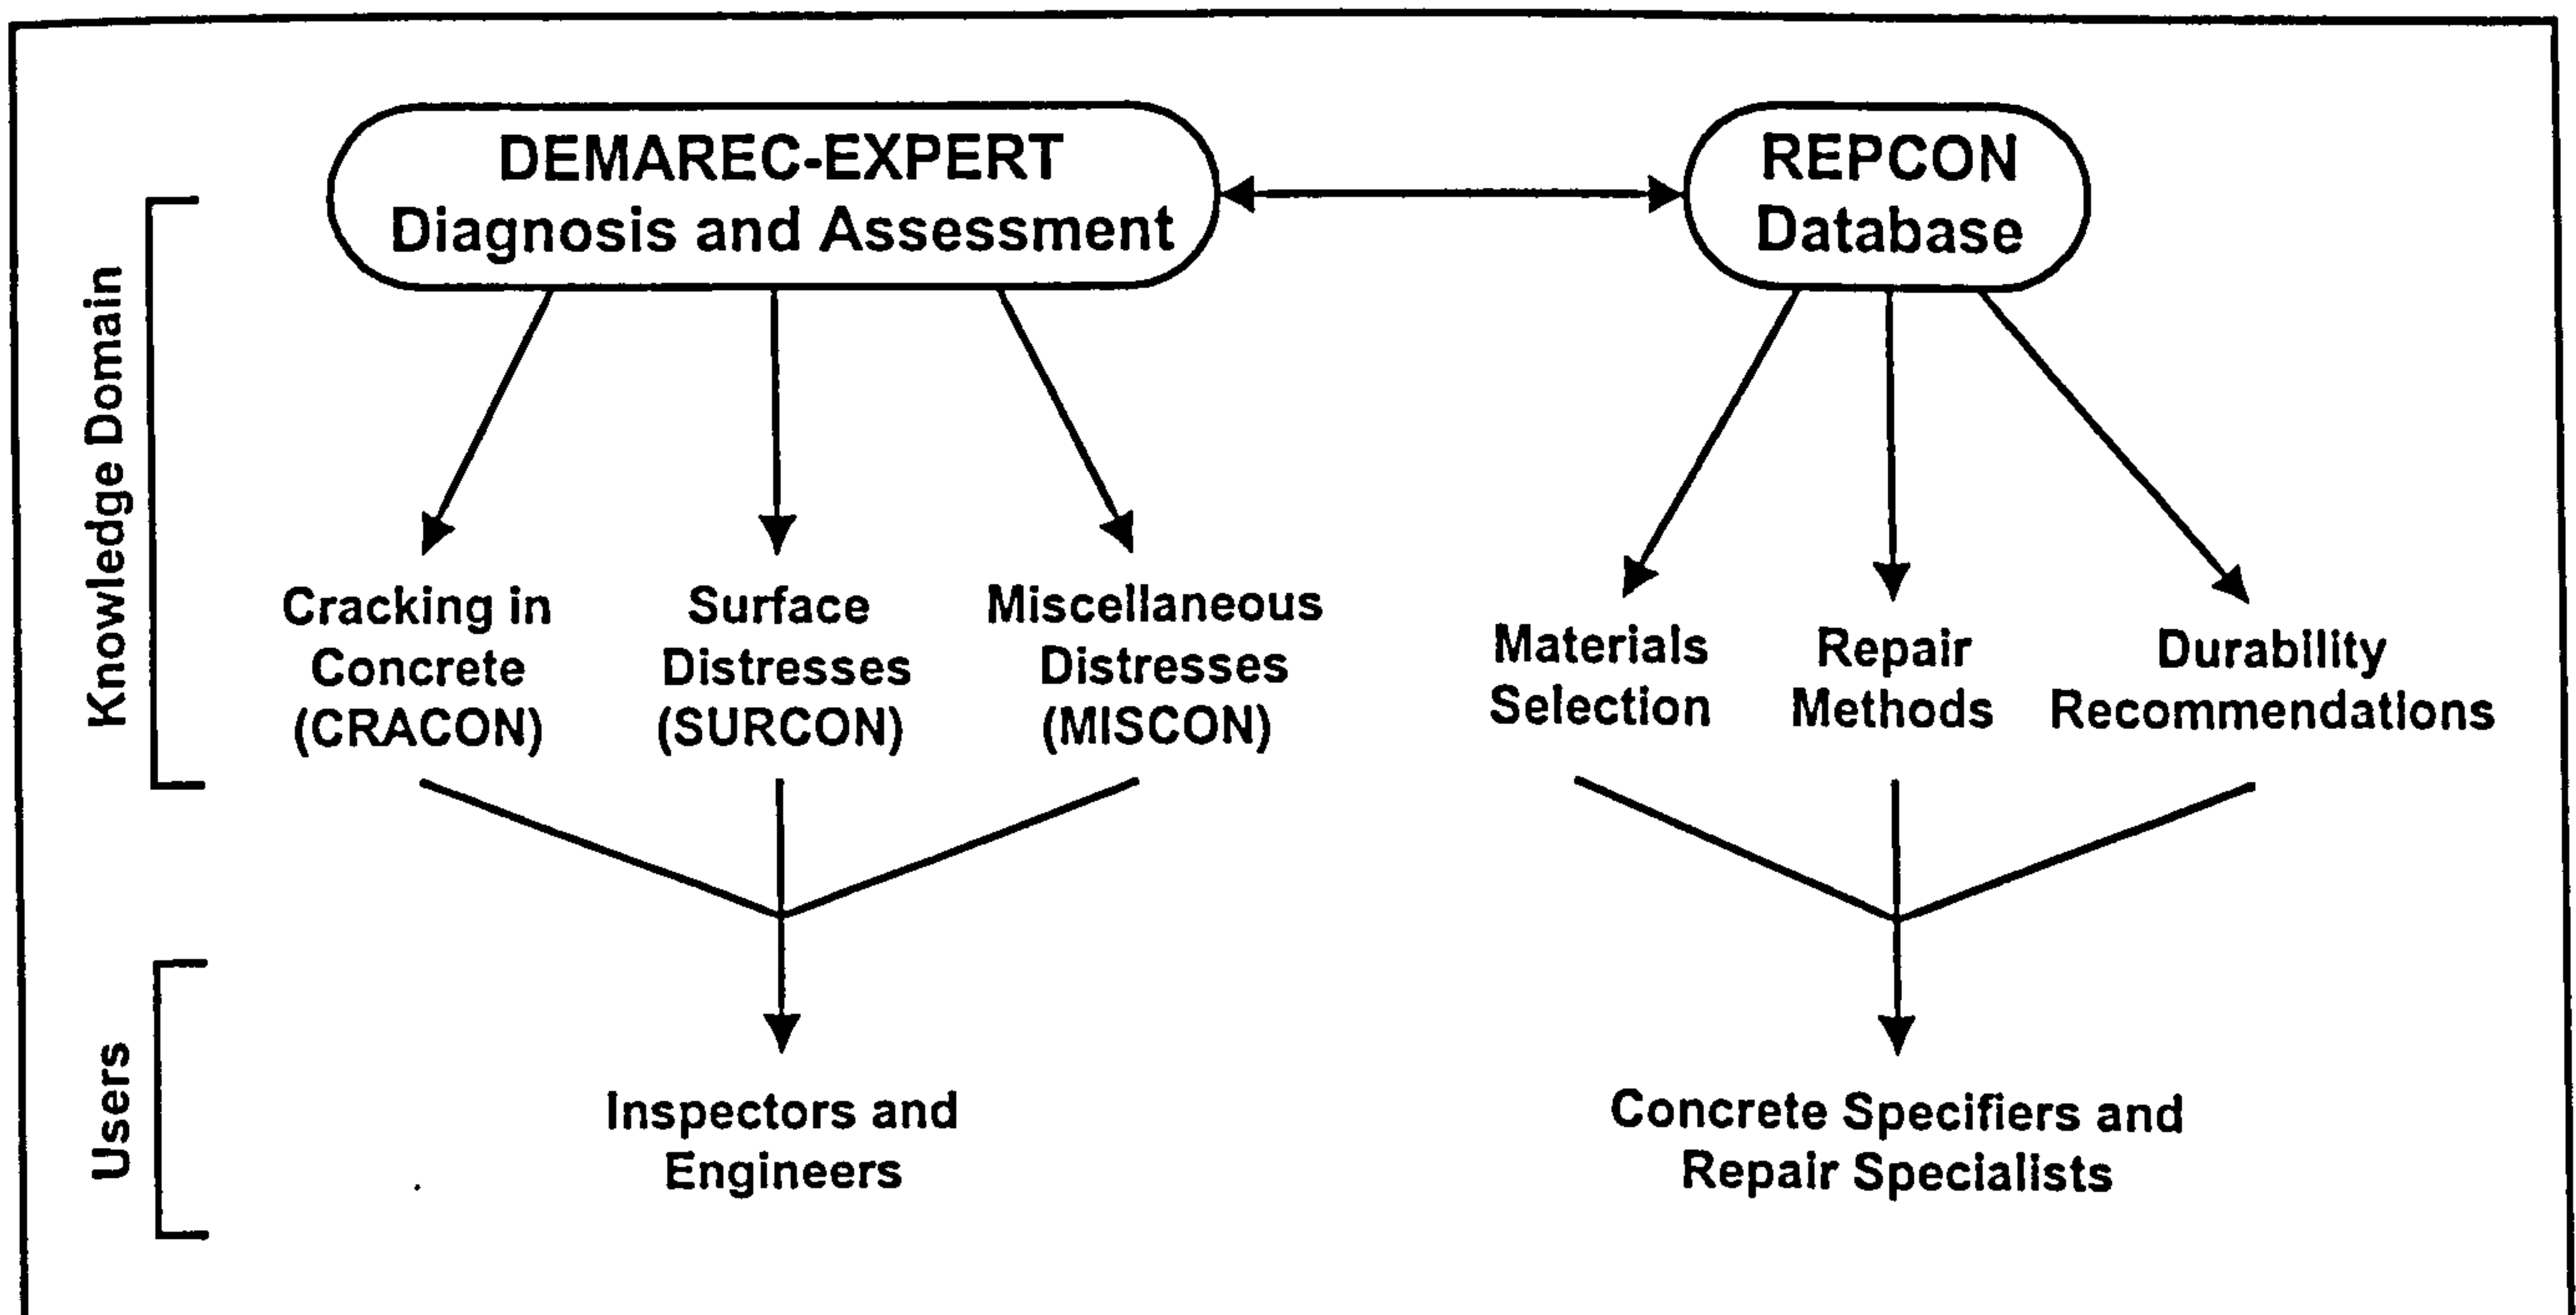 DEMAREC-EXPERT
Diagnosis and Assessment
REPCON
Database
Knowledge Domain
Cracking in
Concrete
(CRACON)
Surface
Distresses
(SURCON)
Miscellaneous
Distresses
(MISCON)
Materials
Selection
Repair
Methods
Durability
Recommendations
Users
Inspectors and
Engineers
Concrete Specifiers and
Repair Specialists